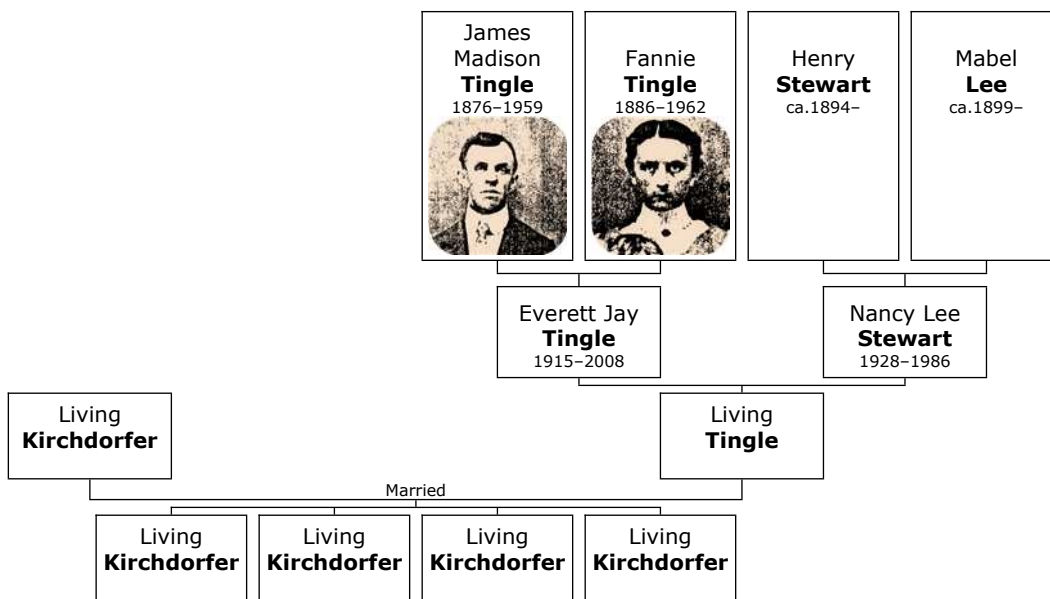 James
Madison
Tingle
1876–1959
Fannie
Tingle
1886–1962
Henry
Stewart
ca.1894–
Mabel
Lee
ca.1899–
Everett Jay
Tingle
1915–2008
Nancy Lee
Stewart
1928–1986
Living
Kirchdorfer
Living
Tingle
Married
Living
Kirchdorfer
Living
Kirchdorfer
Living
Kirchdorfer
Living
Kirchdorfer